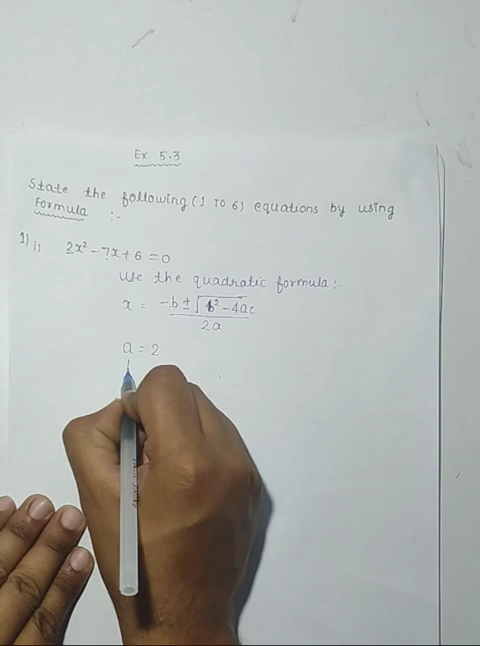 Ex. 5.3
State the following (1 TO 6) equations by using
Formula :-
1) i) 2x² - 7x + 6 = 0
use the quadratic formula:-
x = -b ± √b² - 4ac
2a
a = 2